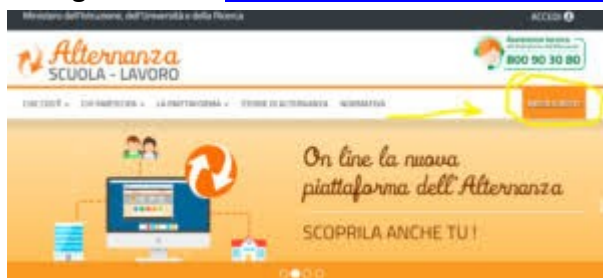 Ministero dell'Istruzione, dell'Università e della Ricerca
ACCEDI
Alternanza
SCUOLA - LAVORO
800 90 30 80
CHE COS'È CHI PARTECIPA LA PIATTAFORMA STORIE DI ALTERNANZA NORMATIVA
On line la nuova
piattaforma dell'Alternanza
SCOPRILA ANCHE TU !